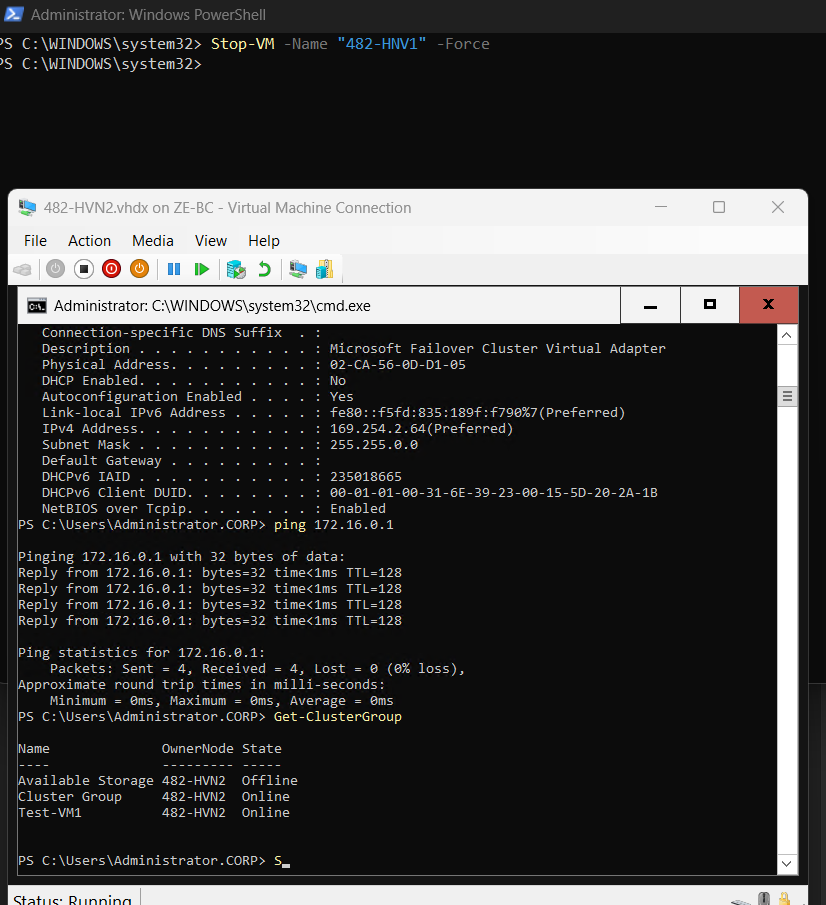 Administrator: Windows PowerShell
PS C:\WINDOWS\system32> Stop-VM -Name "482-HNV1" -Force
PS C:\WINDOWS\system32>
482-HVN2.vhdx on ZE-BC - Virtual Machine Connection
File Action Media View Help
Administrator: C:\WINDOWS\system32\cmd.exe
Connection-specific DNS Suffix  . :
Description . . . . . . . . . . . : Microsoft Failover Cluster Virtual Adapter
Physical Address. . . . . . . . . : 02-CA-56-0D-D1-05
DHCP Enabled. . . . . . . . . . . : No
Autoconfiguration Enabled . . . . : Yes
Link-local IPv6 Address . . . . . : fe80::f5fd:835:189f:f790%7(Preferred)
IPv4 Address. . . . . . . . . . . : 169.254.2.64(Preferred)
Subnet Mask . . . . . . . . . . . : 255.255.0.0
Default Gateway . . . . . . . . . :
DHCPv6 IAID . . . . . . . . . . . : 235018665
DHCPv6 Client DUID. . . . . . . . : 00-01-01-00-31-6E-39-23-00-15-5D-20-2A-1B
NetBIOS over Tcpip. . . . . . . . : Enabled
PS C:\Users\Administrator.CORP> ping 172.16.0.1
Pinging 172.16.0.1 with 32 bytes of data:
Reply from 172.16.0.1: bytes=32 time<1ms TTL=128
Reply from 172.16.0.1: bytes=32 time<1ms TTL=128
Reply from 172.16.0.1: bytes=32 time<1ms TTL=128
Reply from 172.16.0.1: bytes=32 time<1ms TTL=128
Ping statistics for 172.16.0.1:
Packets: Sent = 4, Received = 4, Lost = 0 (0% loss),
Approximate round trip times in milli-seconds:
Minimum = 0ms, Maximum = 0ms, Average = 0ms
PS C:\Users\Administrator.CORP> Get-ClusterGroup
Name              OwnerNode State
----              --------- -----
Available Storage 482-HVN2  Offline
Cluster Group     482-HVN2  Online
Test-VM1          482-HVN2  Online
PS C:\Users\Administrator.CORP> S_
Status: Running